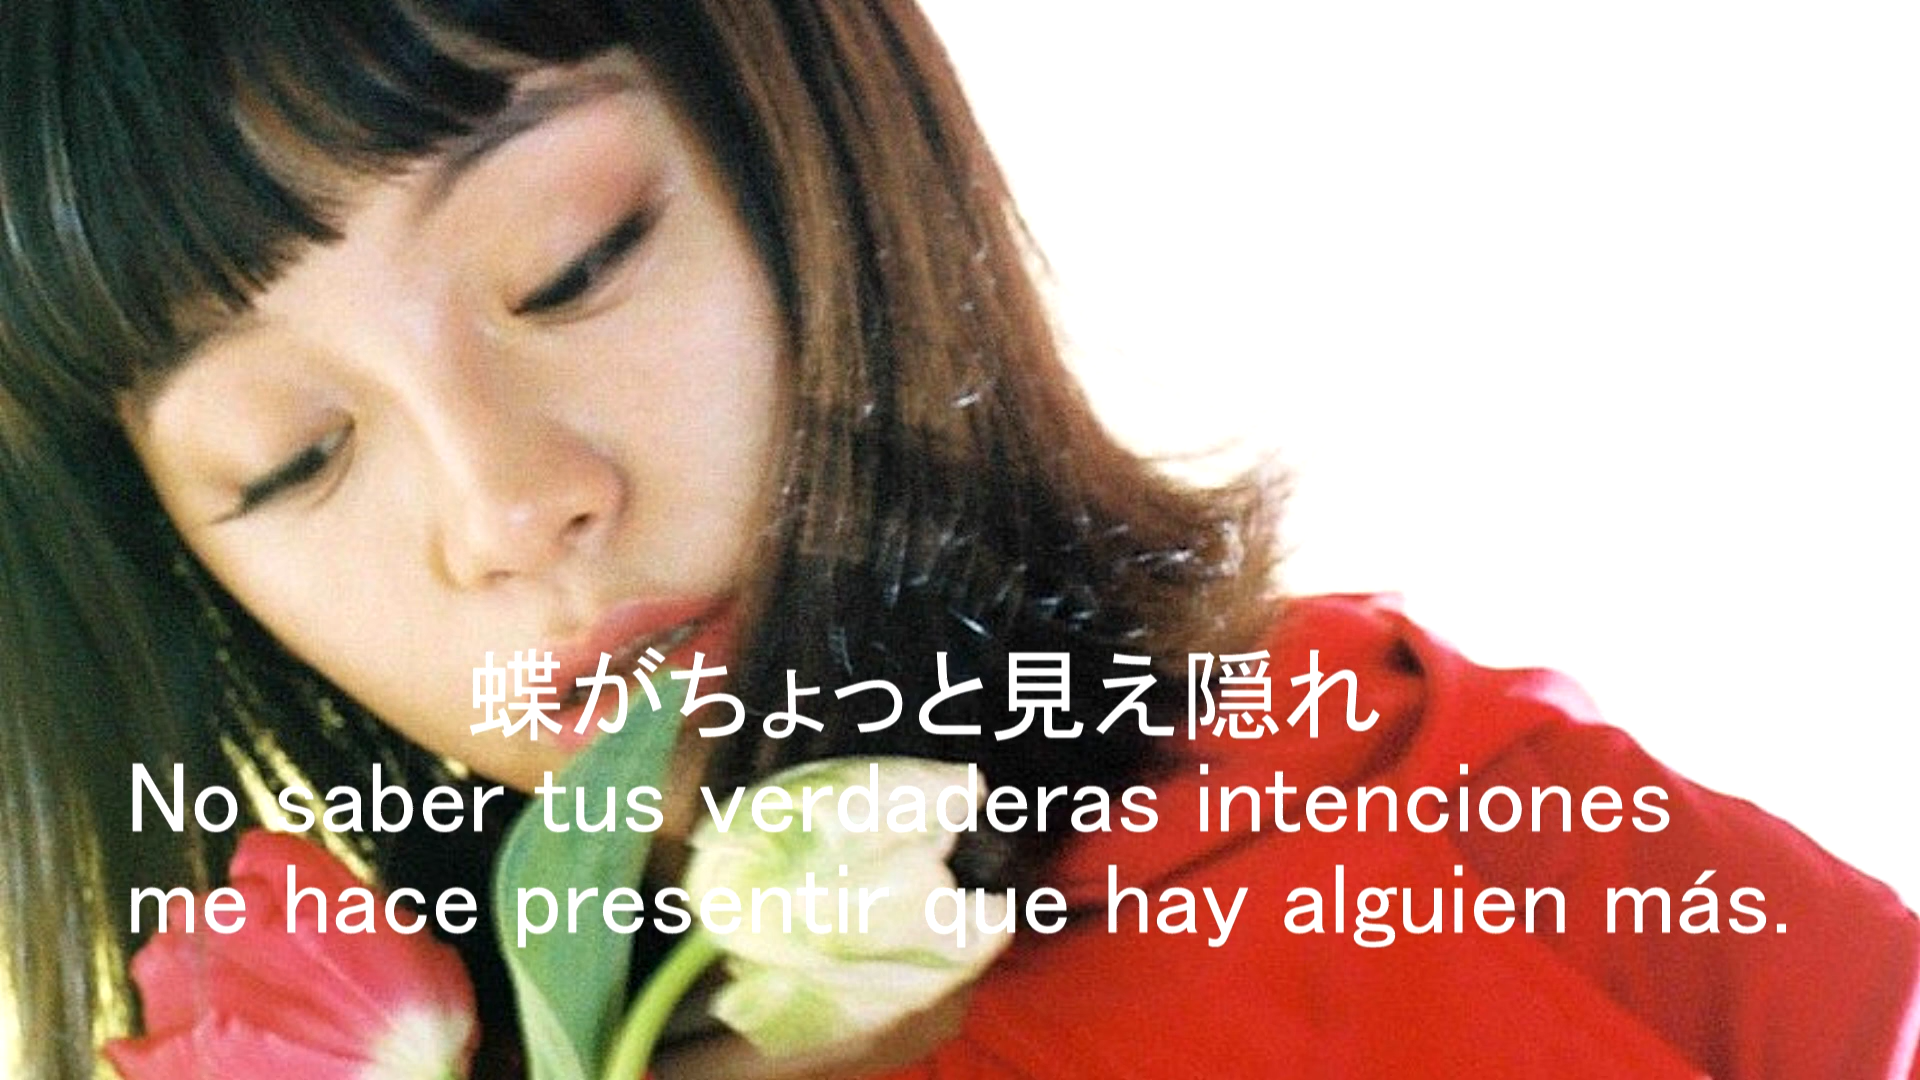 蝶がちょっと見え隠れ
No saber tus verdaderas intenciones
me hace presentir que hay alguien más.